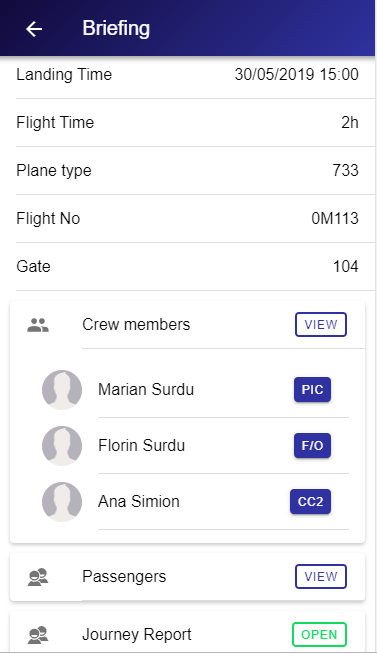 Briefing
Landing Time 30/05/2019 15:00
Flight Time 2h
Plane type 733
Flight No 0M113
Gate 104
Crew members VIEW
Marian Surdu PIC
Florin Surdu F/O
Ana Simion CC2
Passengers VIEW
Journey Report OPEN